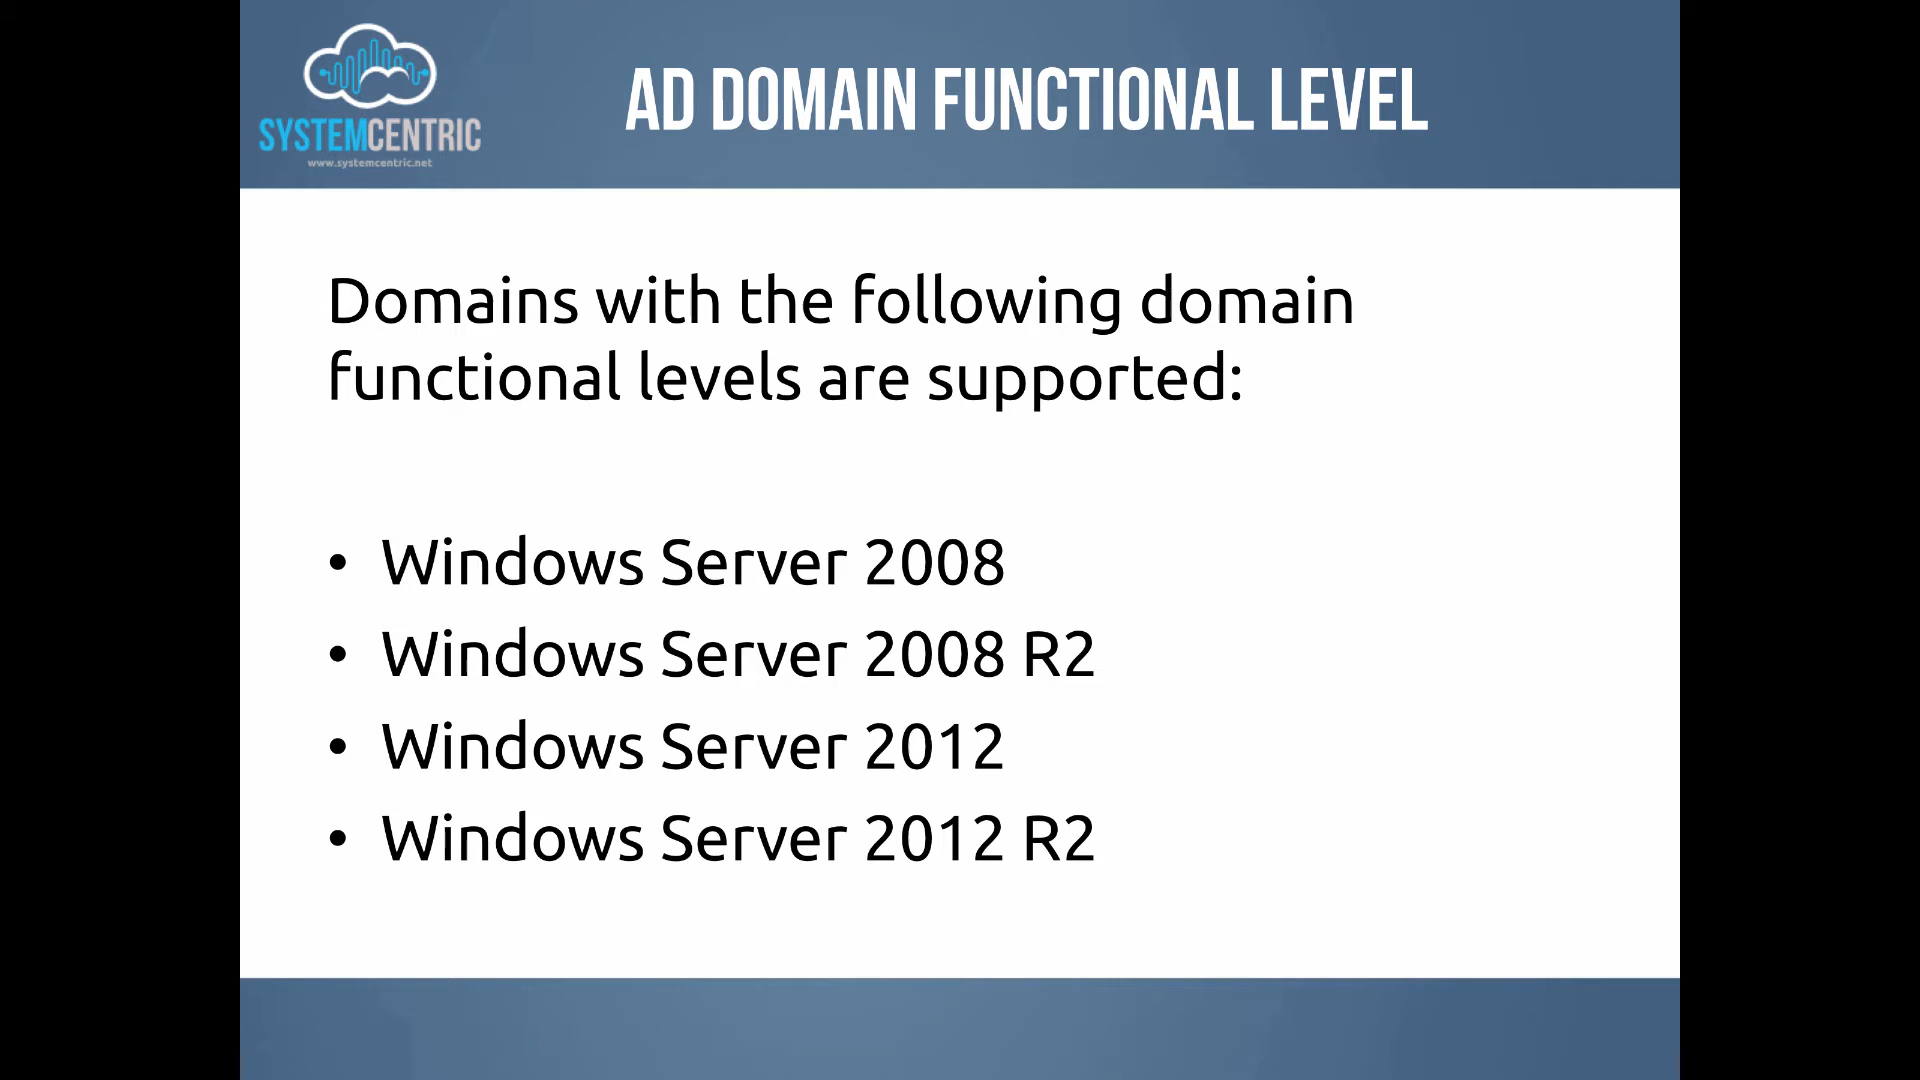 SYSTEMCENTRIC
www.systemcentric.net
AD DOMAIN FUNCTIONAL LEVEL
Domains with the following domain
functional levels are supported:
• Windows Server 2008
• Windows Server 2008 R2
• Windows Server 2012
• Windows Server 2012 R2